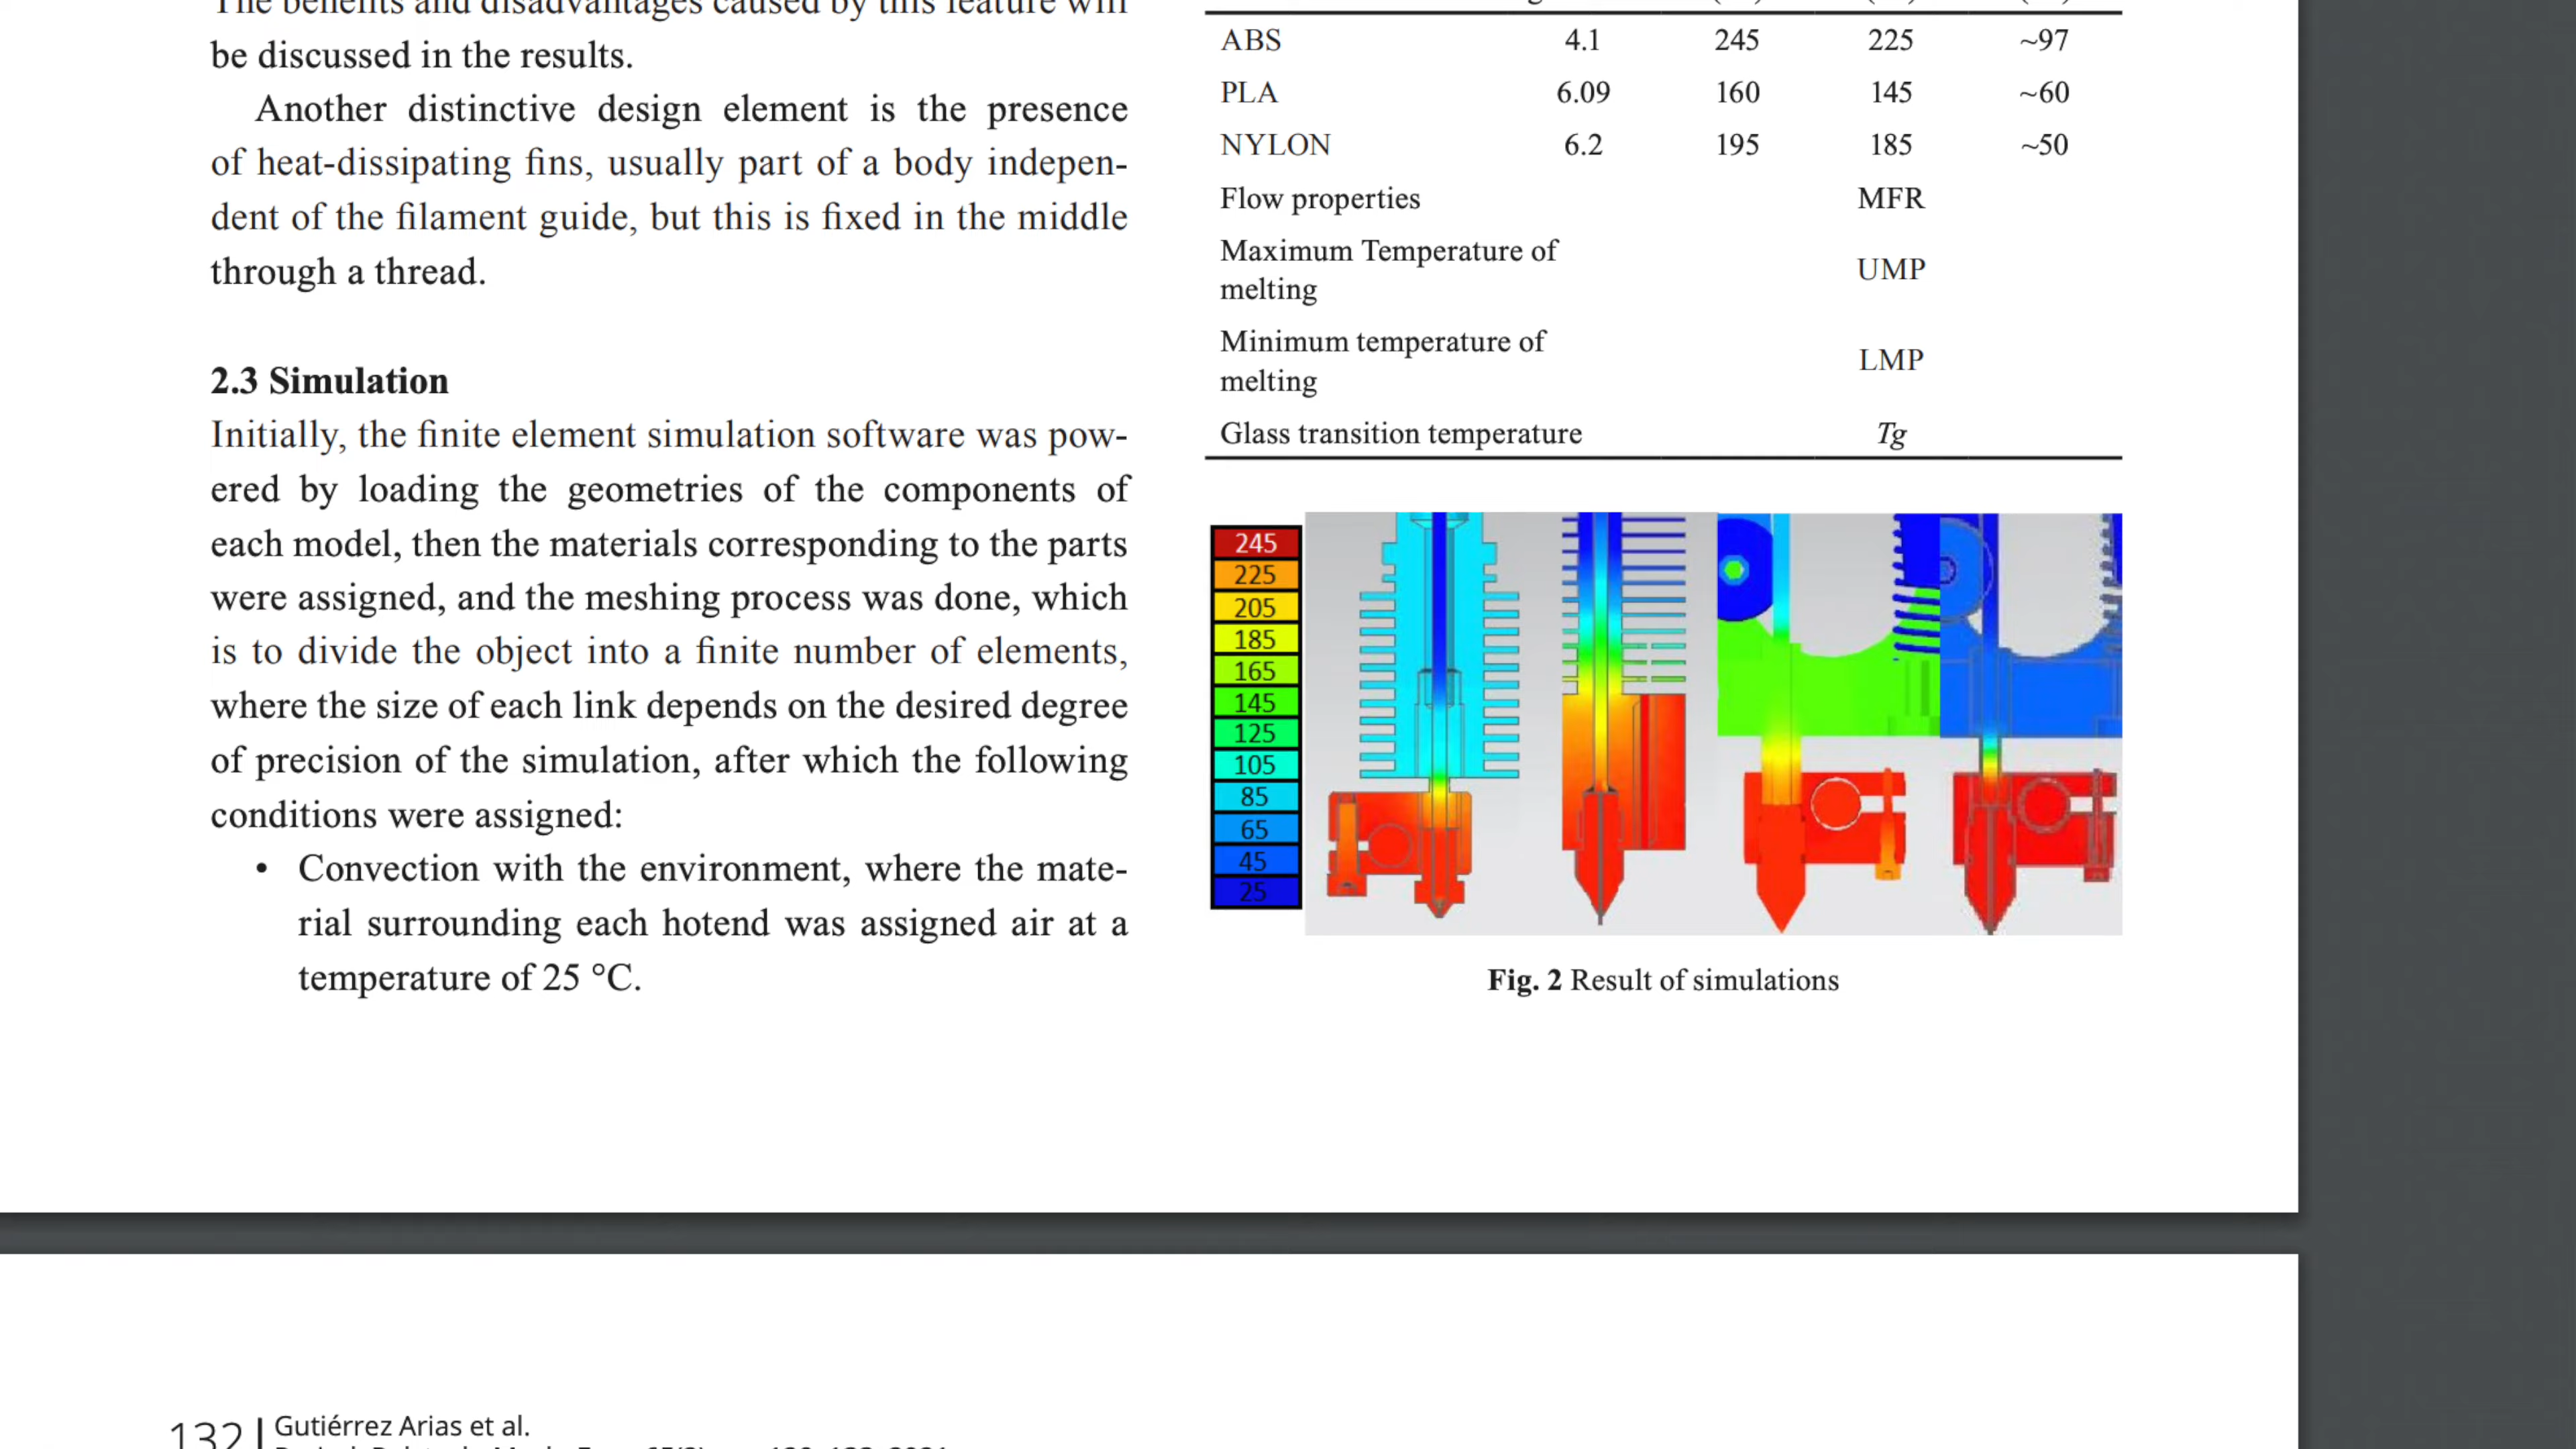 The benefits and disadvantages caused by this feature will
be discussed in the results.
Another distinctive design element is the presence
of heat-dissipating fins, usually part of a body indepen-
dent of the filament guide, but this is fixed in the middle
through a thread.
2.3 Simulation
Initially, the finite element simulation software was pow-
ered by loading the geometries of the components of
each model, then the materials corresponding to the parts
were assigned, and the meshing process was done, which
is to divide the object into a finite number of elements,
where the size of each link depends on the desired degree
of precision of the simulation, after which the following
conditions were assigned:
• Convection with the environment, where the mate-
rial surrounding each hotend was assigned air at a
temperature of 25 °C.
ABS 4.1 245 225 ~97
PLA 6.09 160 145 ~60
NYLON 6.2 195 185 ~50
Flow properties MFR
Maximum Temperature of
melting UMP
Minimum temperature of
melting LMP
Glass transition temperature Tg
245
225
205
185
165
145
125
105
85
65
45
25
Fig. 2 Result of simulations
132 | Gutiérrez Arias et al.